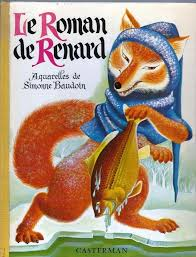 Le Roman
de Renard
Aquarelles de
Simonne Baudoin
CASTERMAN